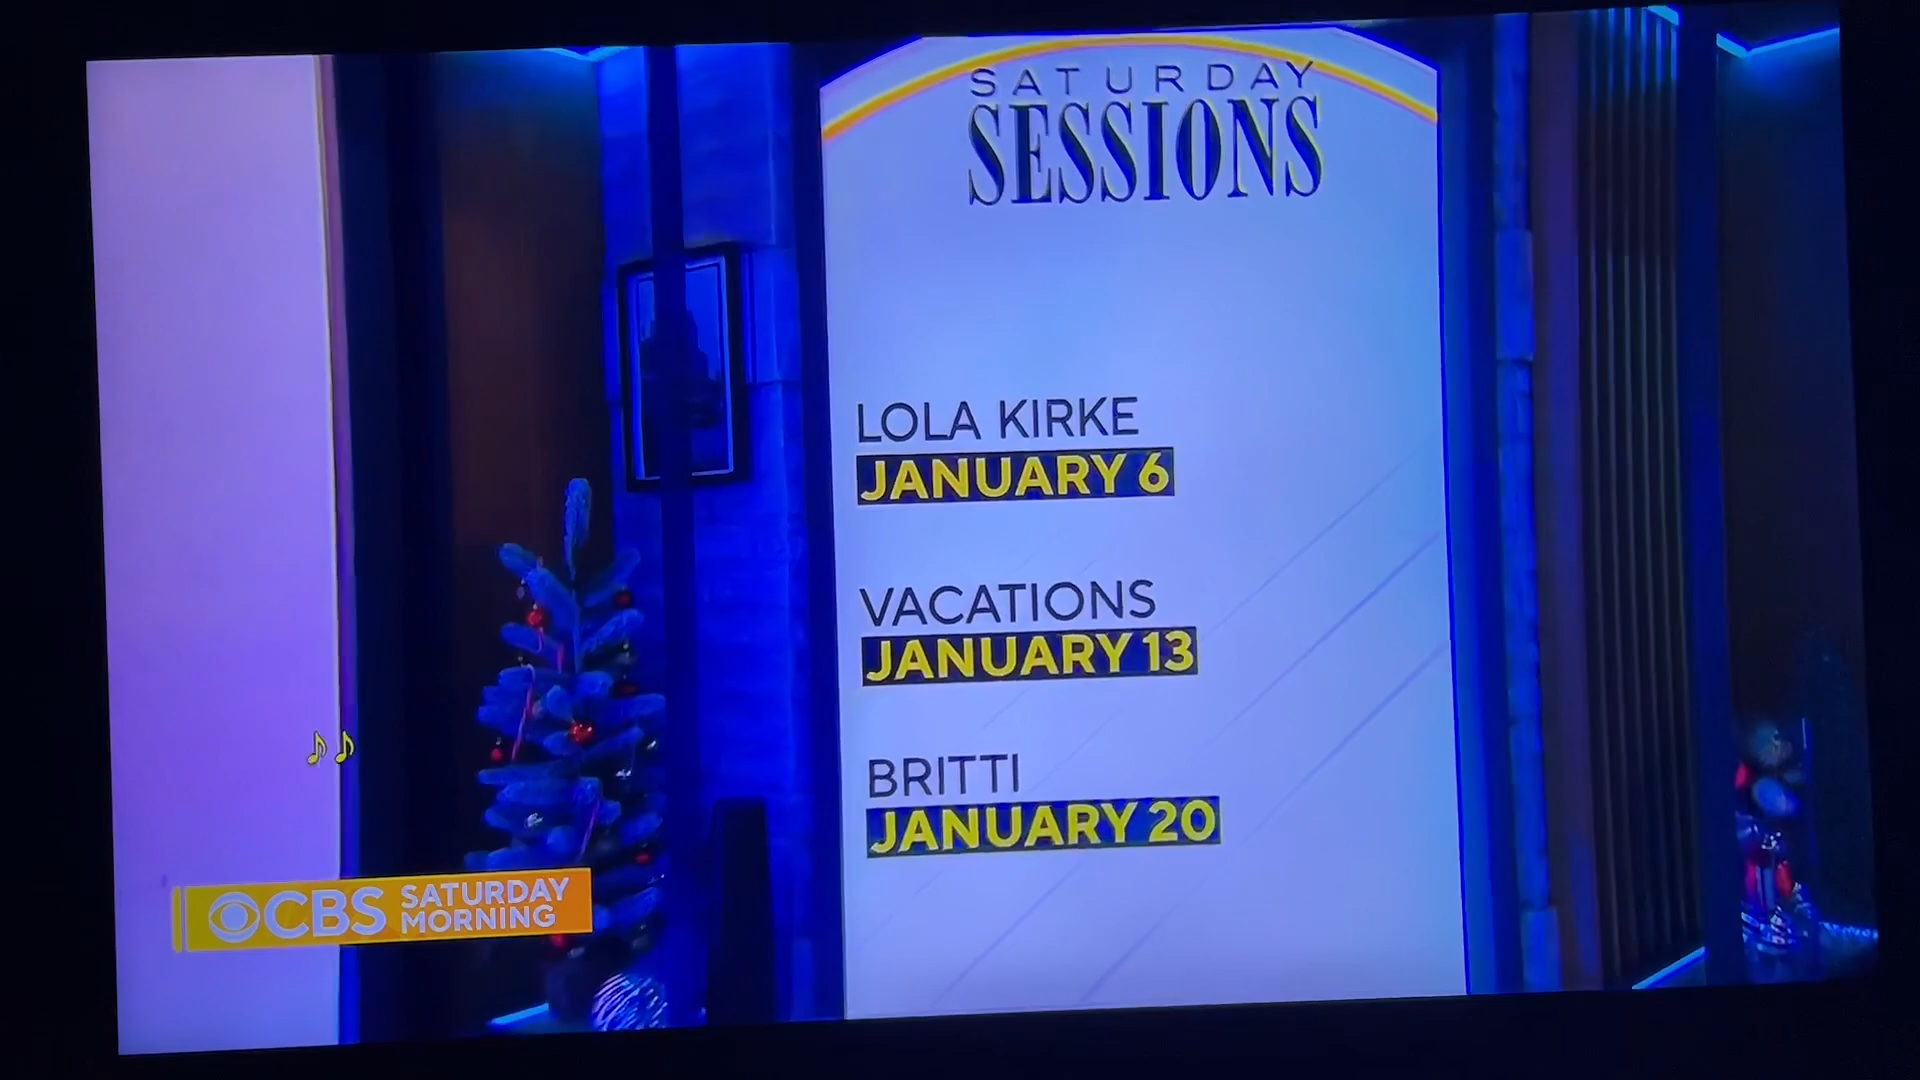 SATURDAY
SESSIONS
LOLA KIRKE
JANUARY 6
VACATIONS
JANUARY 13
BRITTI
JANUARY 20
♪♪
CBS SATURDAY
MORNING